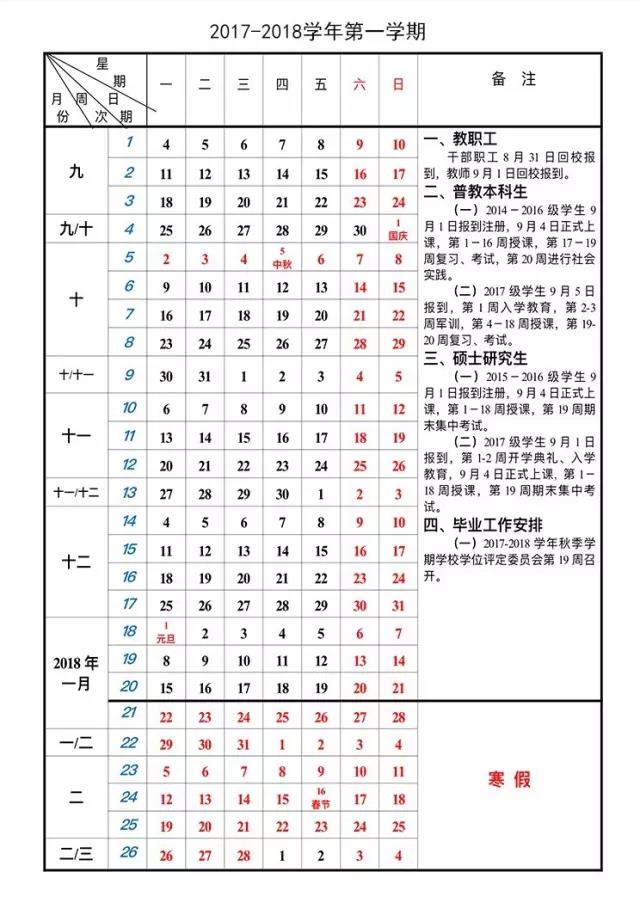 2017-2018学年第一学期
星
期
月 周 日
份 次 期
一 二 三 四 五 六 日
备 注
九
1 4 5 6 7 8 9 10
2 11 12 13 14 15 16 17
3 18 19 20 21 22 23 24
九/十
4 25 26 27 28 29 30 1
国庆
十
5 2 3 4 5 6 7 8
中秋
6 9 10 11 12 13 14 15
7 16 17 18 19 20 21 22
8 23 24 25 26 27 28 29
十/十一
9 30 31 1 2 3 4 5
十一
10 6 7 8 9 10 11 12
11 13 14 15 16 17 18 19
12 20 21 22 23 24 25 26
十一/十二
13 27 28 29 30 1 2 3
十二
14 4 5 6 7 8 9 10
15 11 12 13 14 15 16 17
16 18 19 20 21 22 23 24
17 25 26 27 28 29 30 31
2018 年
一月
18 1 2 3 4 5 6 7
元旦
19 8 9 10 11 12 13 14
20 15 16 17 18 19 20 21
21 22 23 24 25 26 27 28
一/二
22 29 30 31 1 2 3 4
二
23 5 6 7 8 9 10 11
24 12 13 14 15 16 17 18
春节
25 19 20 21 22 23 24 25
二/三
26 26 27 28 1 2 3 4
一、教职工
干部职工 8 月 31 日回校报
到，教师 9 月 1 日回校报到。
二、普教本科生
（一）2014－2016 级学生 9
月 1 日报到注册，9 月 4 日正式上
课，第 1－16 周授课，第 17－19
周复习、考试，第 20 周进行社会
实践。
（二）2017 级学生 9 月 5 日
报到，第 1 周入学教育，第 2-3
周军训，第 4－18 周授课，第 19-
20 周复习、考试。
三、硕士研究生
（一）2015－2016 级学生 9
月 1 日报到注册，9 月 4 日正式上
课，第 1－18 周授课，第 19 周期
末集中考试。
（二）2017 级学生 9 月 1 日
报到，第 1-2 周开学典礼、入学
教育，9 月 4 日正式上课，第 1－
18 周授课，第 19 周期末集中考
试。
四、毕业工作安排
（一）2017-2018 学年秋季学
期学校学位评定委员会第 19 周召
开。
寒 假